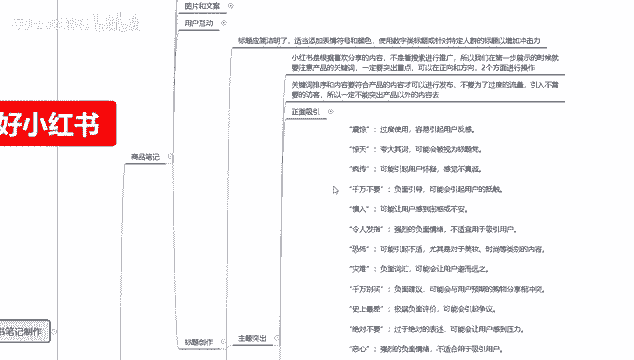 图片和文案
用户互动
标题应简洁明了，适当添加表情符号和颜色，使用数字类标题或针对特定人群的标题以增加冲击力
小红书是根据喜欢分享的内容，不是着搜索进行推广，所以我们在第一步展示的时候就
要注意产品的关键词，一定要突出重点，可以在正向和方向，2个方面进行操作
关键词排序和内容要符合产品的内容才可以进行发布，不要为了过度的流量，引入不需
要的访客，所以一定不能突出产品以外的内容去
正面吸引
好小红书
商品笔记
“震惊”：过度使用，容易引起用户反感。
“惊天”：夸大其词，可能会被视为标题党。
“疯传”：可能引起用户怀疑，感觉不真诚。
“千万不要”：负面引导，可能会引起用户的抵触。
“慎入”：可能让用户感到困惑或不安。
“令人发指”：强烈的负面情绪，不适宜用于吸引用户。
“恐怖”：可能引起不适，尤其是对于美妆、时尚等类别的内容。
“灾难”：负面词汇，可能会让用户避而远之。
“千万别买”：负面建议，可能会与用户预期的购物分享相冲突。
“史上最差”：极端负面评价，可能会引起争议。
“绝对不要”：过于绝对的表述，可能会让用户感到压力。
“恶心”：强烈的负面情绪，不适合用于吸引用户。
书笔记制作
标题创作
主题突出